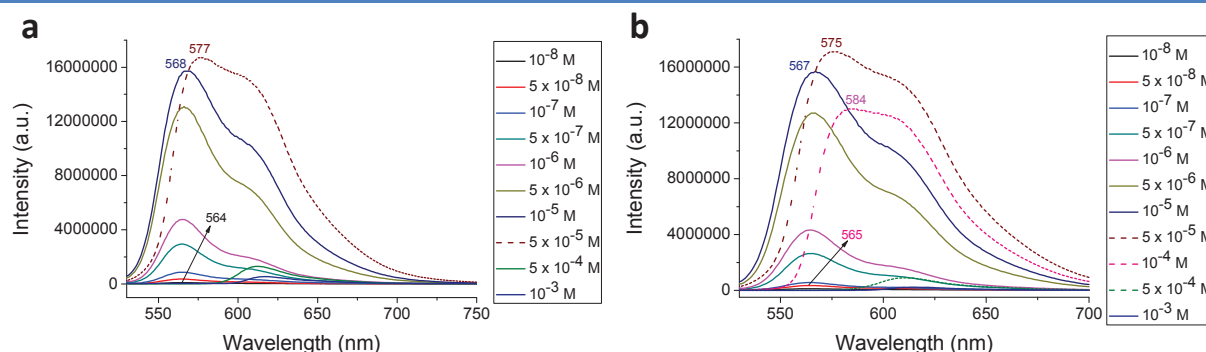 a
577
568
564
16000000
12000000
8000000
4000000
0
Intensity (a.u.)
550 600 650 700 750
Wavelength (nm)
10⁻⁸ M
5 x 10⁻⁸ M
10⁻⁷ M
5 x 10⁻⁷ M
10⁻⁶ M
5 x 10⁻⁶ M
10⁻⁵ M
5 x 10⁻⁵ M
5 x 10⁻⁴ M
10⁻³ M
b
575
567
584
565
16000000
12000000
8000000
4000000
0
Intensity (a.u.)
550 600 650 700
Wavelength (nm)
10⁻⁸ M
5 x 10⁻⁸ M
10⁻⁷ M
5 x 10⁻⁷ M
10⁻⁶ M
5 x 10⁻⁶ M
10⁻⁵ M
5 x 10⁻⁵ M
10⁻⁴ M
5 x 10⁻⁴ M
10⁻³ M